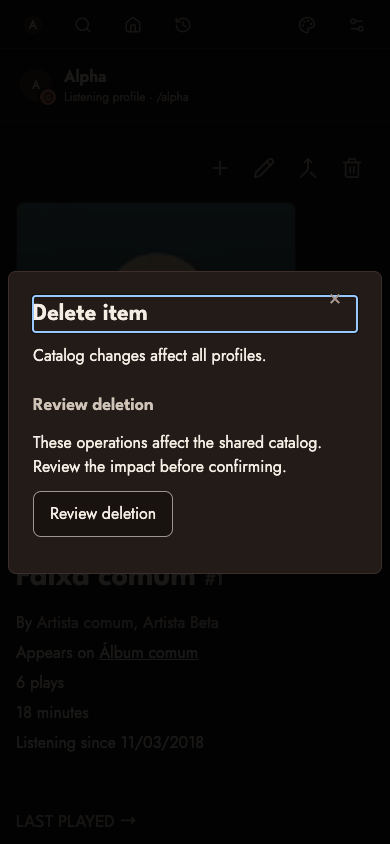 A
A
Alpha
Listening profile · /alpha
Delete item
×
Catalog changes affect all profiles.
Review deletion
These operations affect the shared catalog.
Review the impact before confirming.
Review deletion
Faixa comum #1
By Artista comum, Artista Beta
Appears on Álbum comum
6 plays
18 minutes
Listening since 11/03/2018
LAST PLAYED →